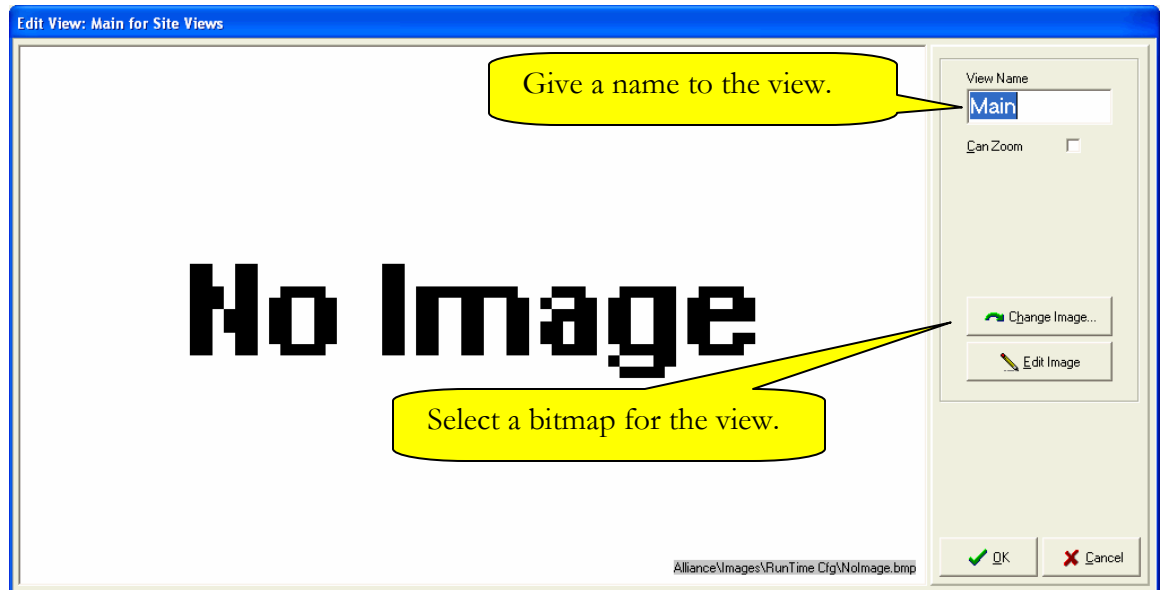 Edit View: Main for Site Views
Give a name to the view.
View Name
Main
Can Zoom
No Image
Change Image...
Edit Image
Select a bitmap for the view.
Alliance\Images\RunTime Cfg\NoImage.bmp
OK
Cancel